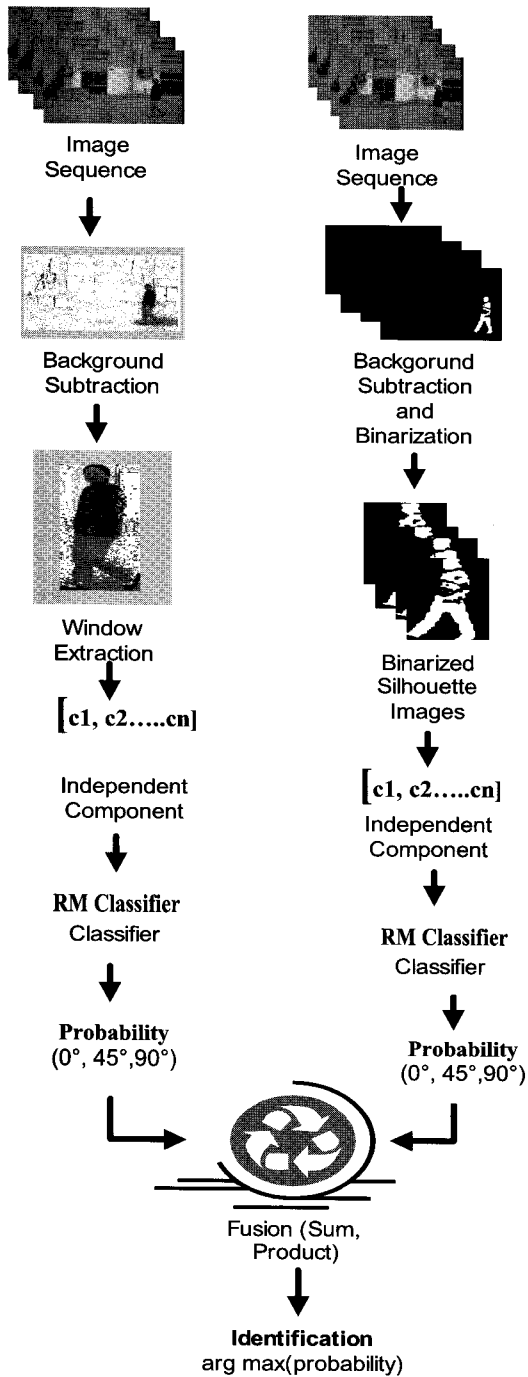 Image
Sequence
Background
Subtraction
Window
Extraction
[c1, c2.....cn]
Independent
Component
RM Classifier
Classifier
Probability
(0°, 45°,90°)
Image
Sequence
Backgorund
Subtraction
and
Binarization
Binarized
Silhouette
Images
[c1, c2.....cn]
Independent
Component
RM Classifier
Classifier
Probability
(0°, 45°,90°)
Fusion (Sum,
Product)
Identification
arg max(probability)